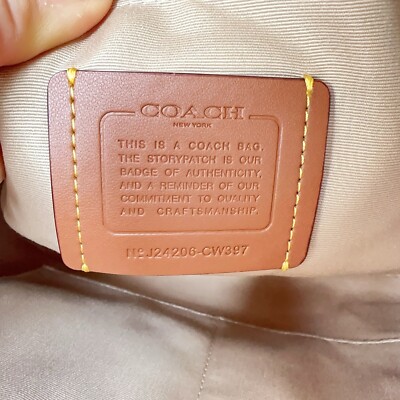 COACH
NEW YORK
THIS IS A COACH BAG.
THE STORYPATCH IS OUR
BADGE OF AUTHENTICITY,
AND A REMINDER OF OUR
COMMITMENT TO QUALITY
AND CRAFTSMANSHIP.
NºJ24206-CW397